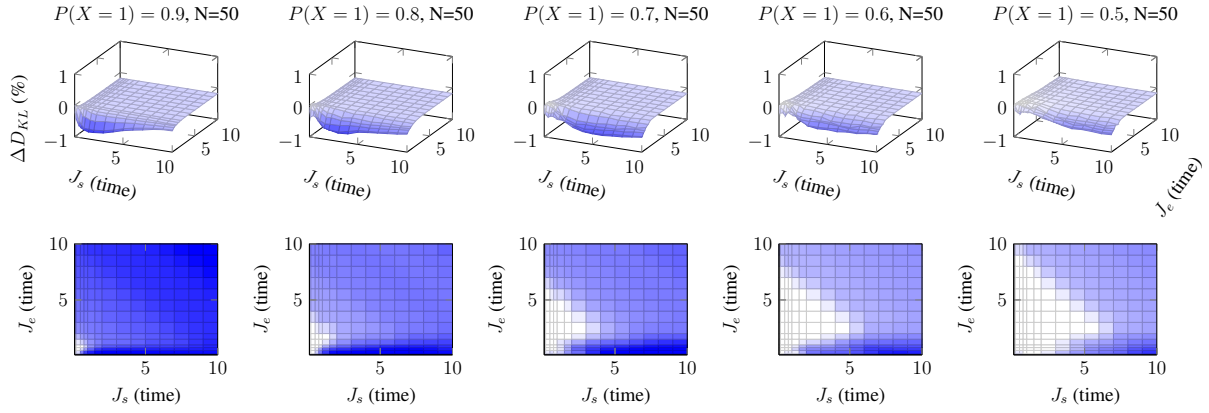 P(X = 1) = 0.9, N=50
P(X = 1) = 0.8, N=50
P(X = 1) = 0.7, N=50
P(X = 1) = 0.6, N=50
P(X = 1) = 0.5, N=50
ΔD_{KL} (%)
1
0
−1
5
10
5
10
J_s (time)
1
0
−1
5
10
5
10
J_s (time)
1
0
−1
5
10
5
10
J_s (time)
1
0
−1
5
10
5
10
J_s (time)
1
0
−1
5
10
5
10
J_s (time)
J_e (time)
J_e (time)
10
5
5
10
J_s (time)
J_e (time)
10
5
5
10
J_s (time)
J_e (time)
10
5
5
10
J_s (time)
J_e (time)
10
5
5
10
J_s (time)
J_e (time)
10
5
5
10
J_s (time)